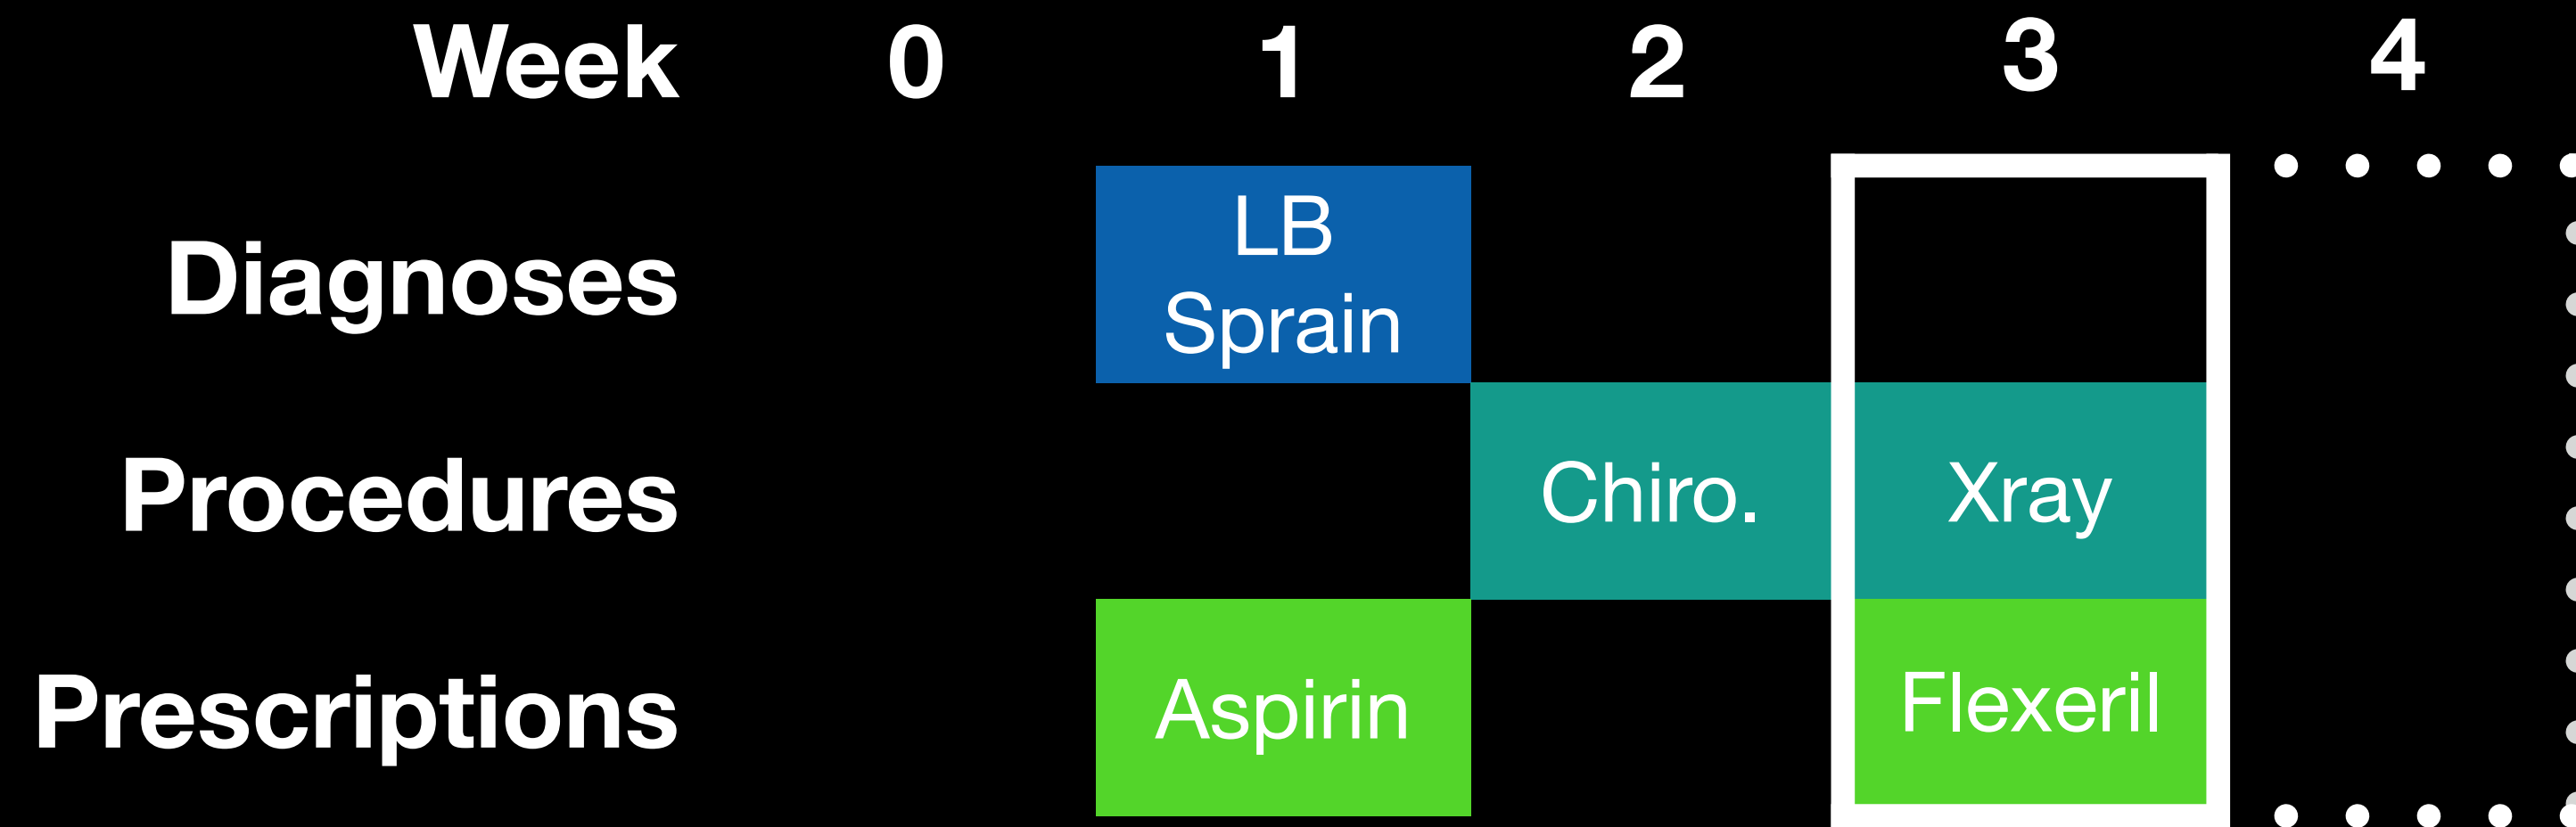 Week 0 1 2 3 4
Diagnoses LB
Sprain
Procedures Chiro. Xray
Prescriptions Aspirin Flexeril